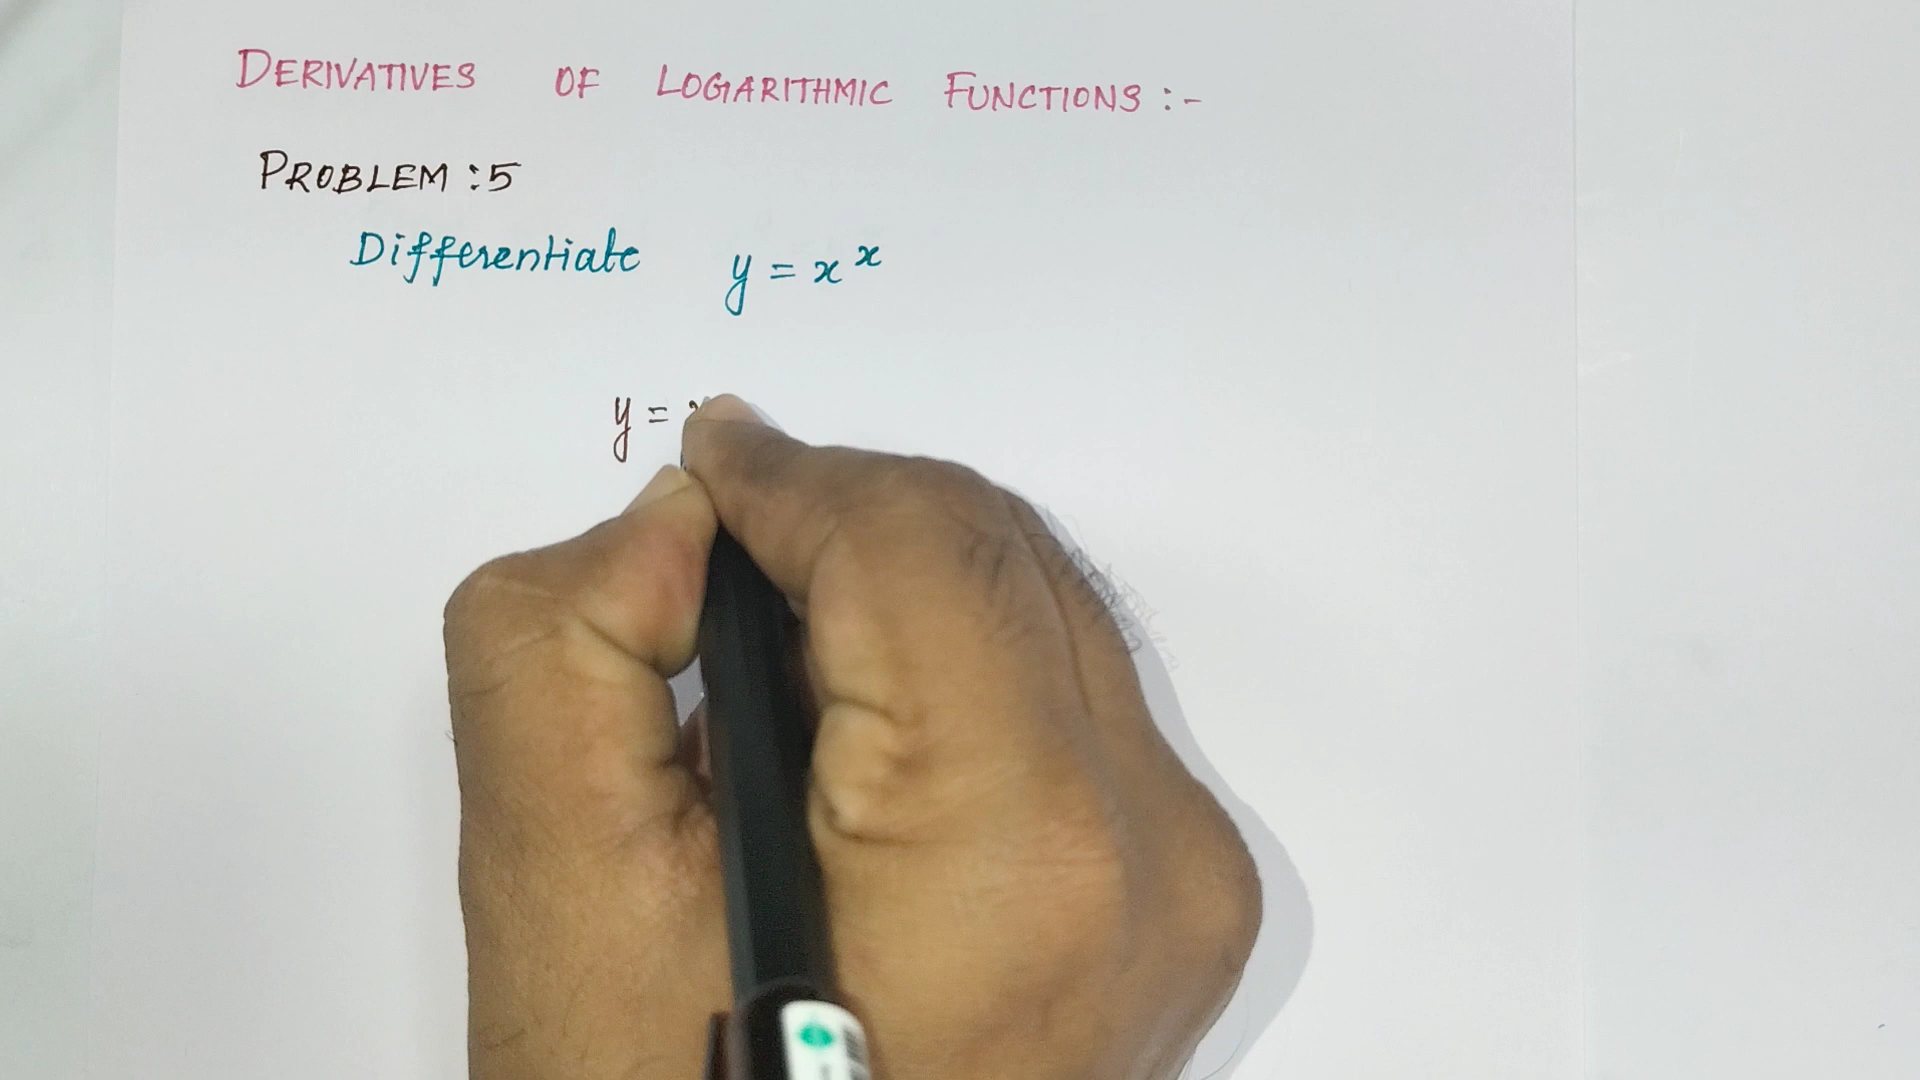 DERIVATIVES OF LOGARITHMIC FUNCTIONS :-
PROBLEM : 5
Differentiate y = x^x
y =